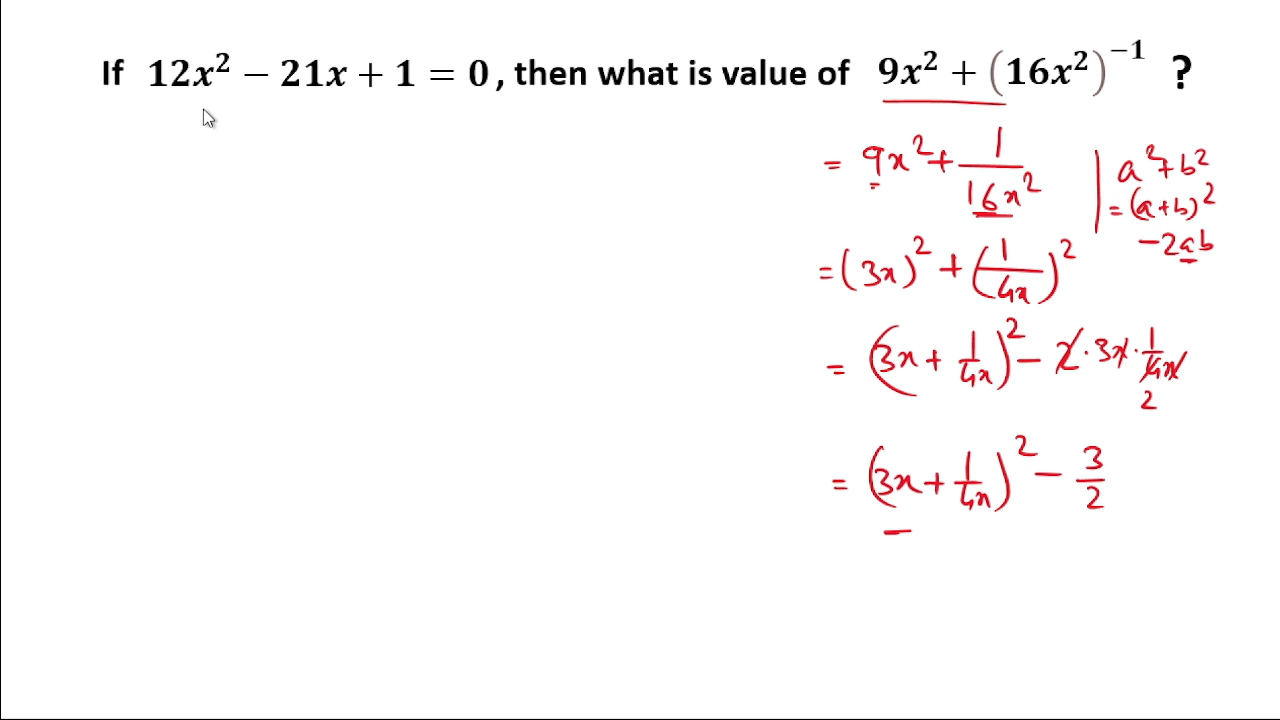 If 12x² − 21x + 1 = 0, then what is value of 9x² + (16x²)⁻¹ ?
= 9x² + 1/16x²
a² + b²
= (a+b)²
−2ab
= (3x)² + (1/4x)²
= (3x + 1/4x)² − 2·3x·1/4x
2
= (3x + 1/4x)² − 3/2